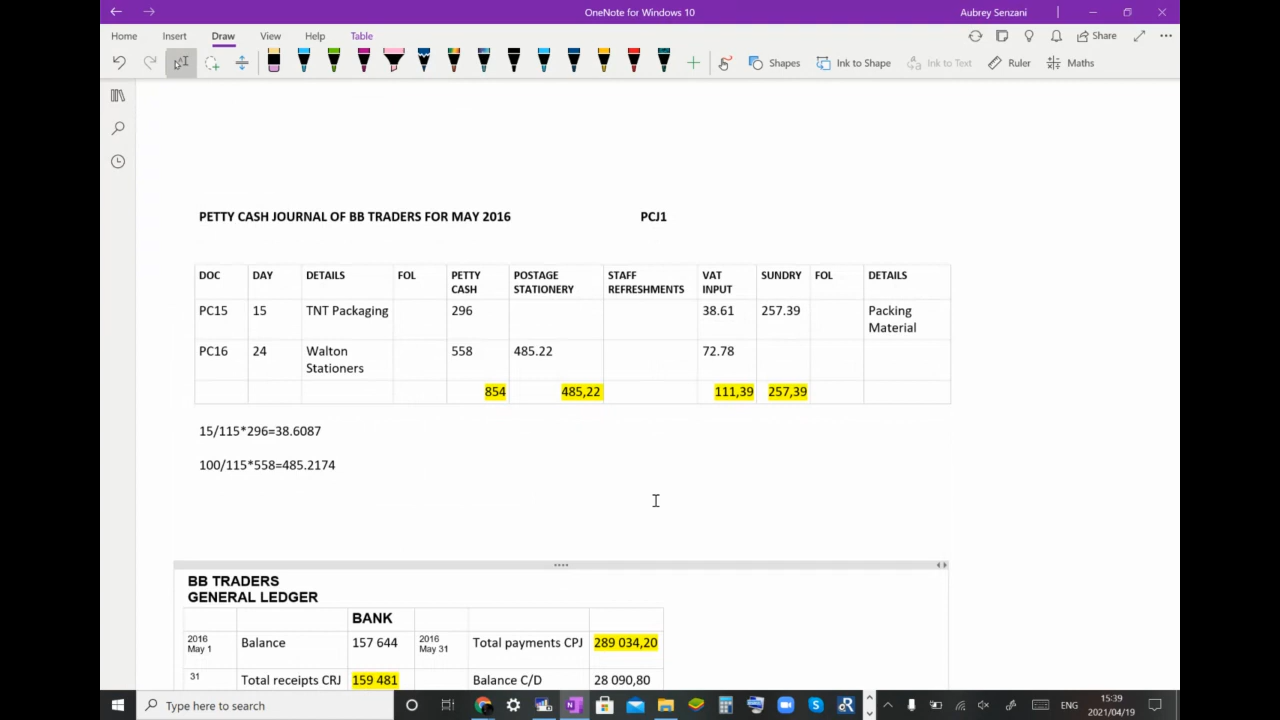 OneNote for Windows 10
Aubrey Senzani
Home Insert Draw View Help Table
Share
Shapes Ink to Shape Ink to Text Ruler Maths
PETTY CASH JOURNAL OF BB TRADERS FOR MAY 2016 PCJ1
DOC DAY DETAILS FOL PETTY CASH POSTAGE STATIONERY STAFF REFRESHMENTS VAT INPUT SUNDRY FOL DETAILS
PC15 15 TNT Packaging 296 38.61 257.39 Packing Material
PC16 24 Walton Stationers 558 485.22 72.78
854 485,22 111,39 257,39
15/115*296=38.6087
100/115*558=485.2174
BB TRADERS
GENERAL LEDGER
BANK
2016 May 1 Balance 157 644 2016 May 31 Total payments CPJ 289 034,20
31 Total receipts CRJ 159 481 Balance C/D 28 090,80
Type here to search
ENG
15:39
2021/04/19